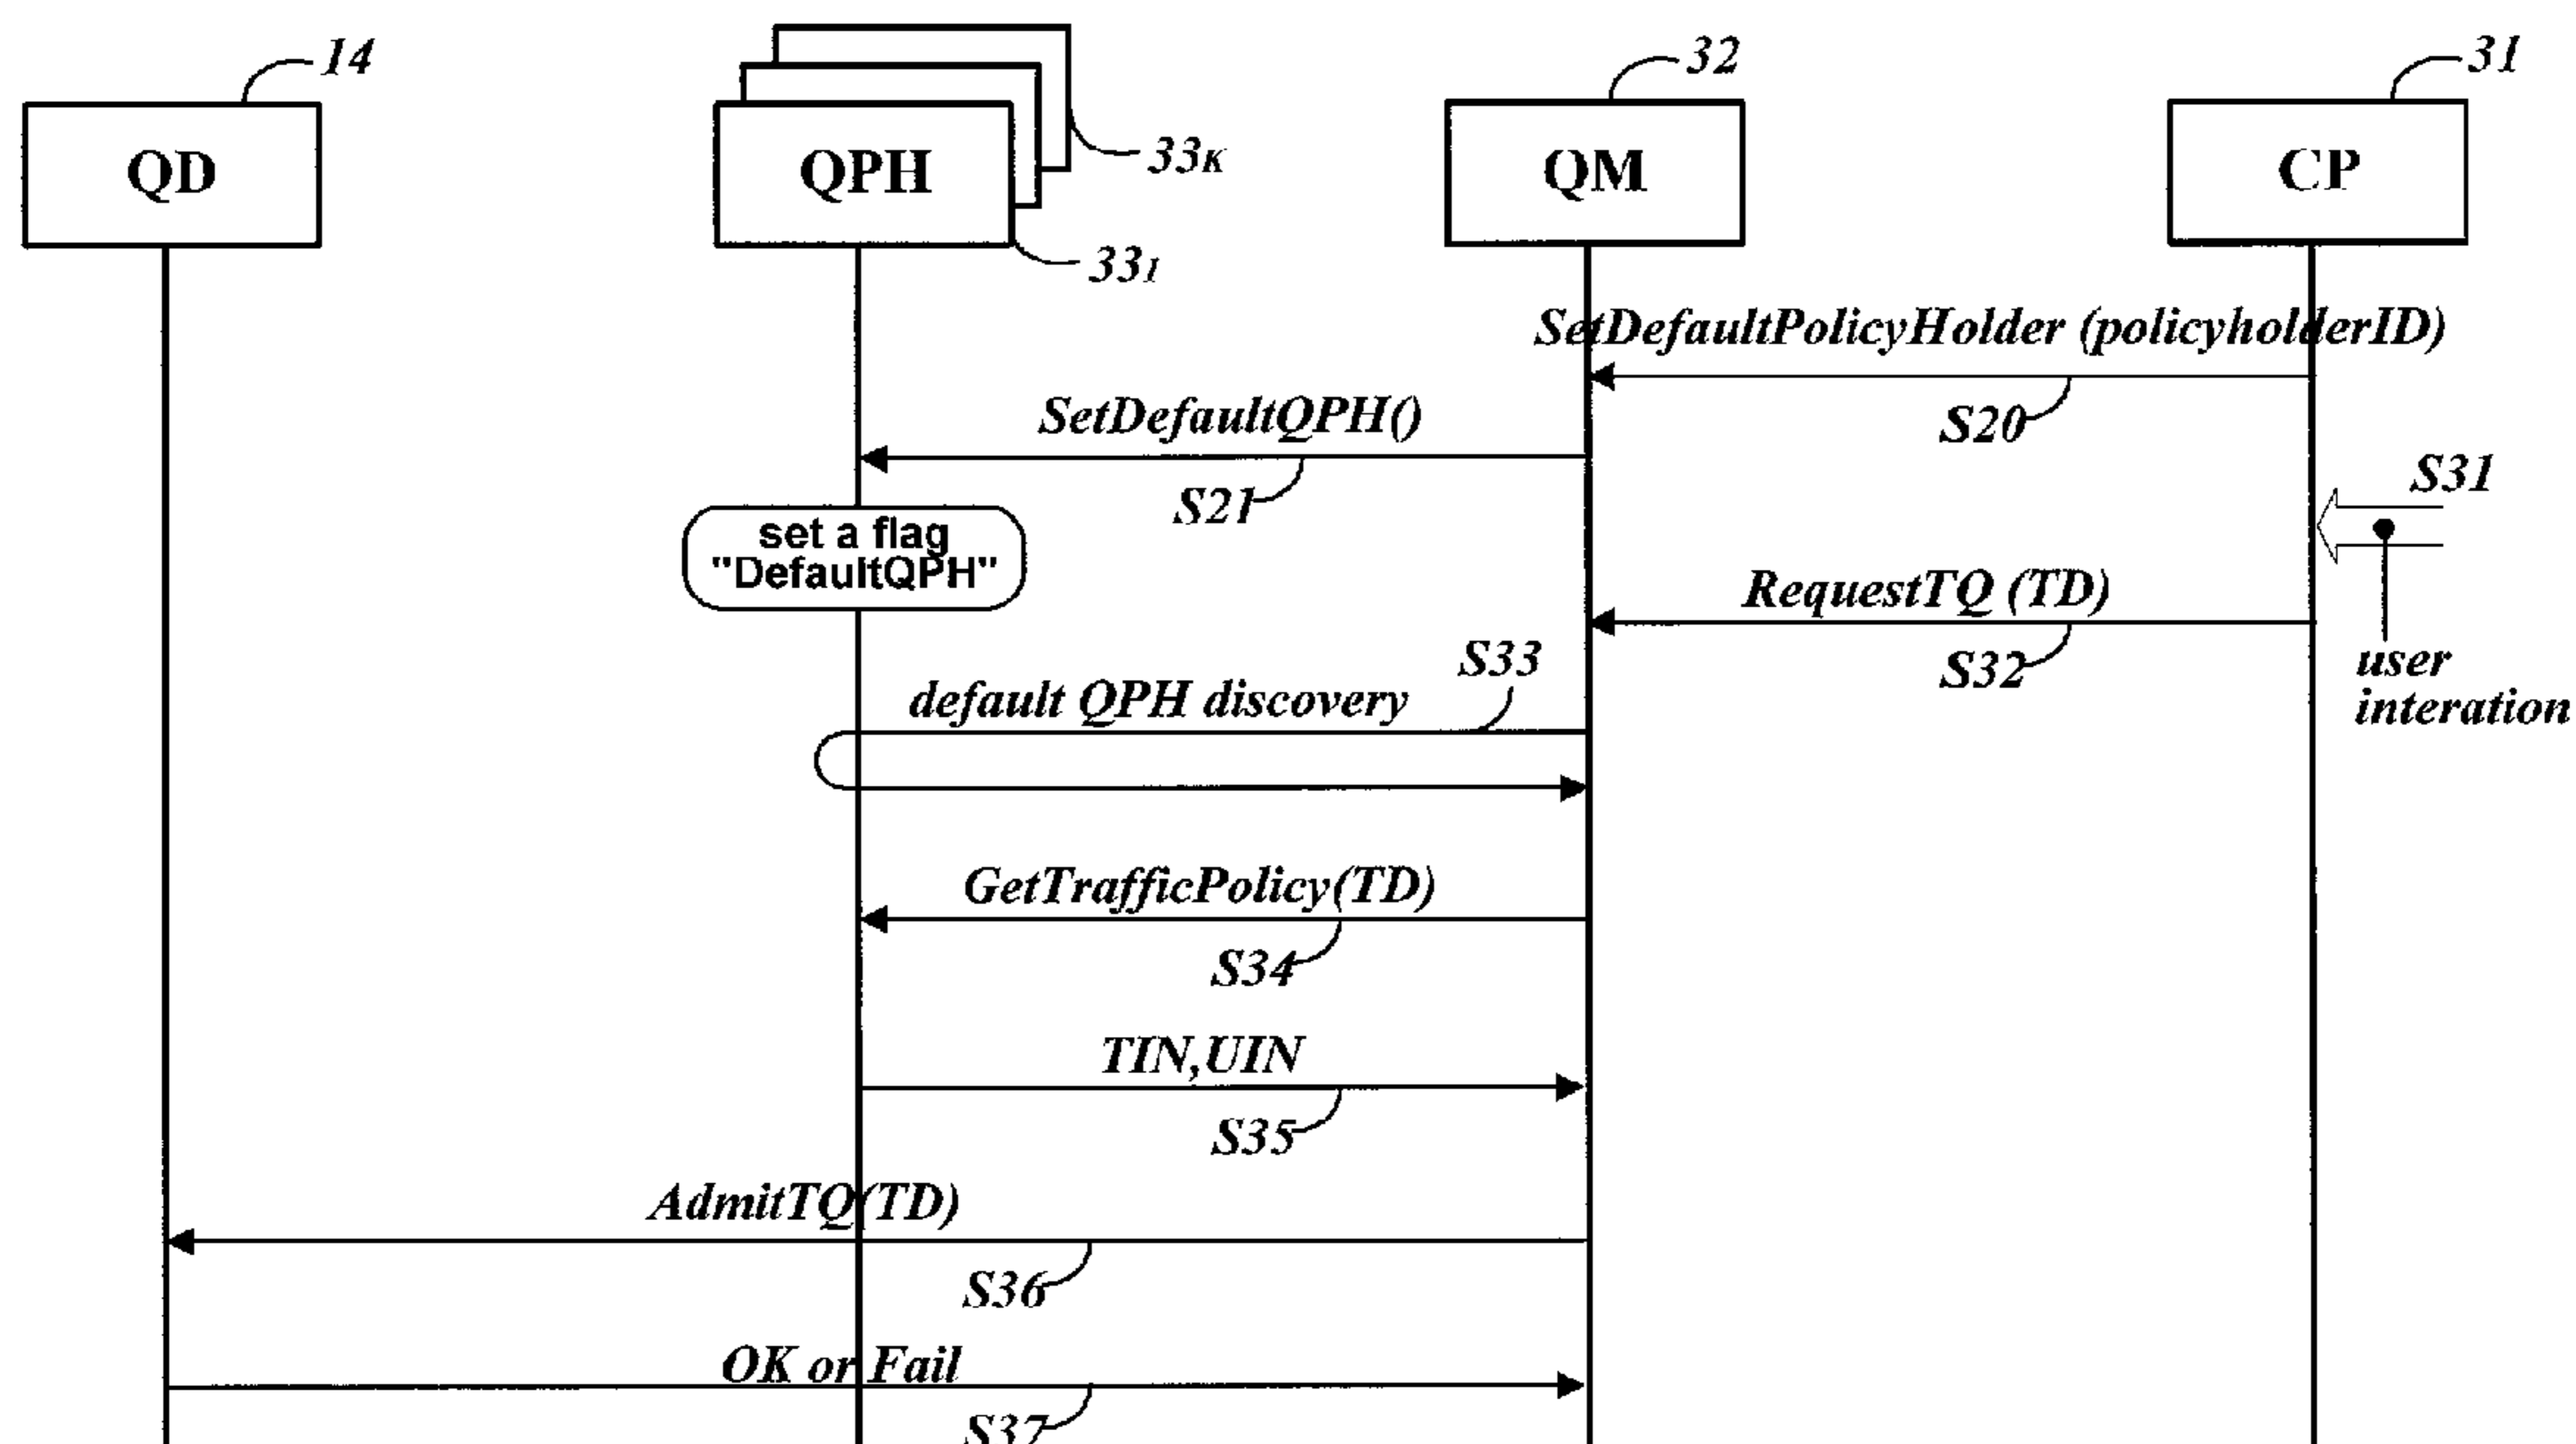 14
32
31
QD
QPH
QM
CP
33K
331
SetDefaultPolicyHolder (policyholderID)
S20
SetDefaultQPH()
S21
S31
set a flag
"DefaultQPH"
RequestTQ (TD)
S32
user
interation
S33
default QPH discovery
GetTrafficPolicy(TD)
S34
TIN,UIN
S35
AdmitTQ(TD)
S36
OK or Fail
S37